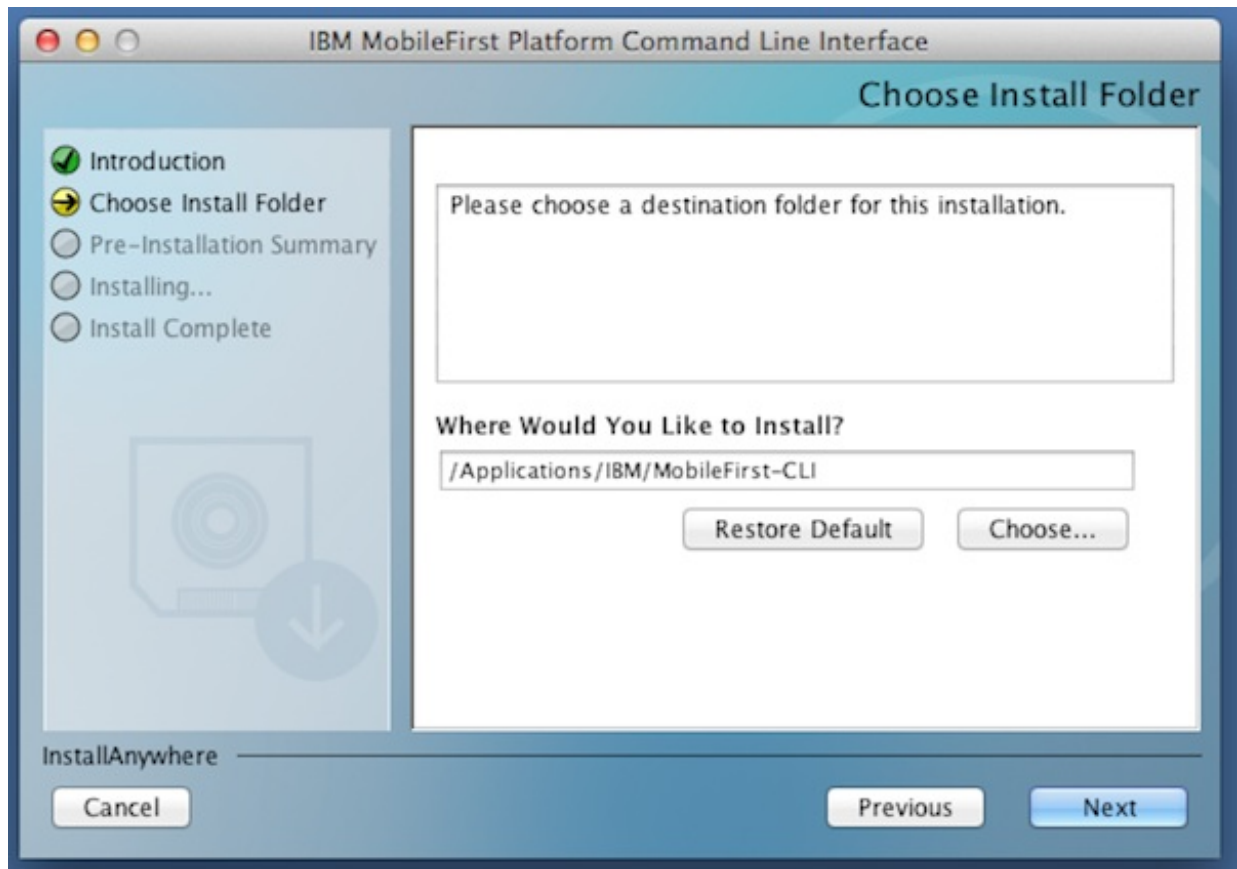 IBM MobileFirst Platform Command Line Interface
Choose Install Folder
Introduction
Choose Install Folder
Pre-Installation Summary
Installing...
Install Complete
Please choose a destination folder for this installation.
Where Would You Like to Install?
/Applications/IBM/MobileFirst-CLI
Restore Default
Choose...
InstallAnywhere
Cancel
Previous
Next